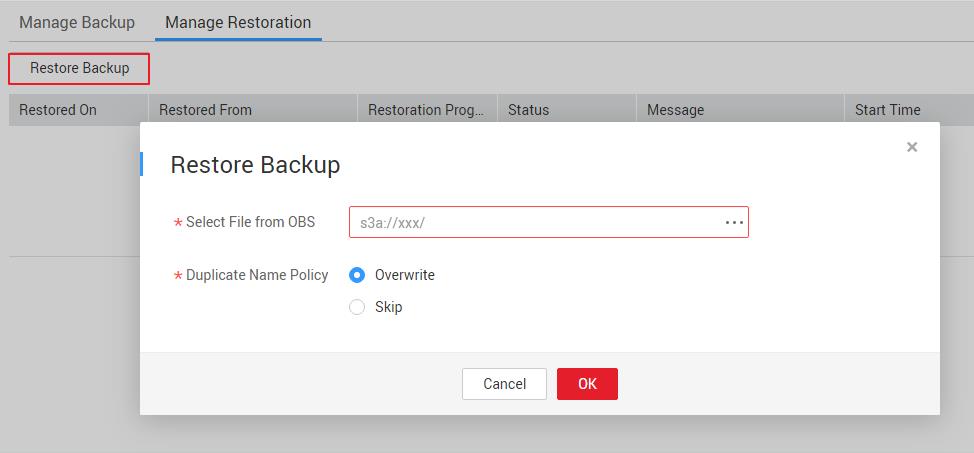 Manage Backup Manage Restoration
Restore Backup
Restored On Restored From Restoration Prog... Status Message Start Time
Restore Backup
* Select File from OBS s3a://xxx/ ...
* Duplicate Name Policy Overwrite
Skip
Cancel OK